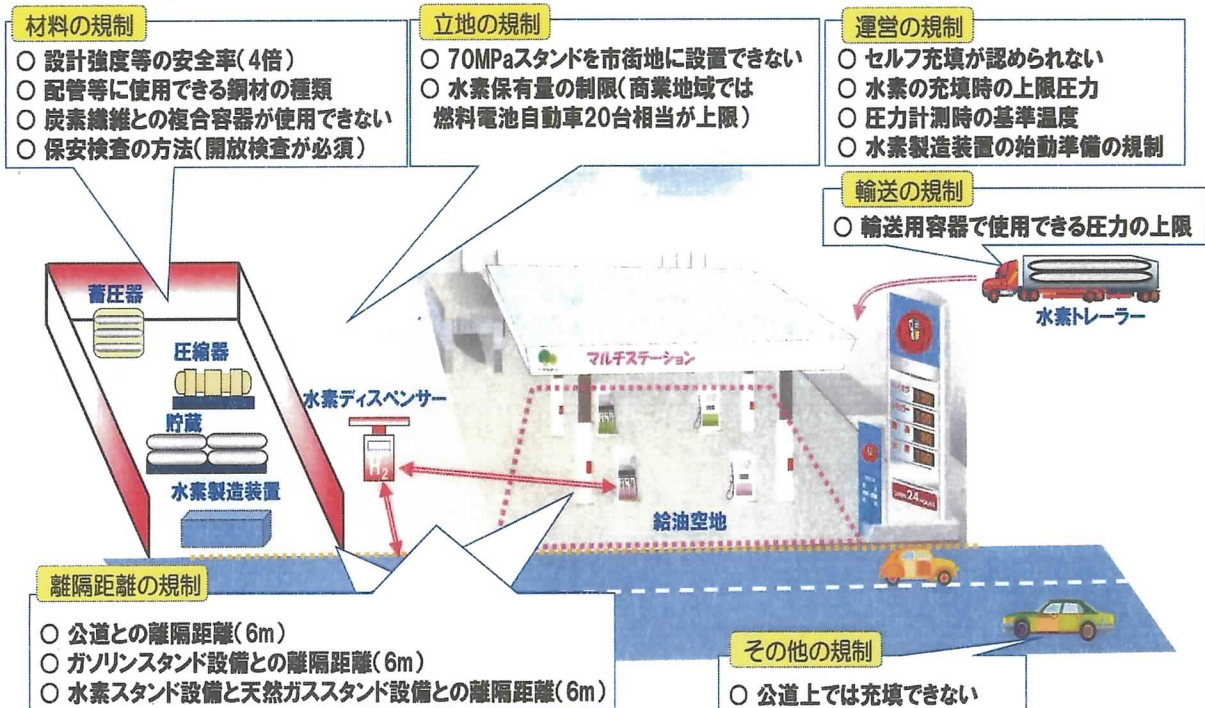 材料の規制
○ 設計強度等の安全率(4倍)
○ 配管等に使用できる鋼材の種類
○ 炭素繊維との複合容器が使用できない
○ 保安検査の方法(開放検査が必須)
立地の規制
○ 70MPaスタンドを市街地に設置できない
○ 水素保有量の制限(商業地域では
燃料電池自動車20台相当が上限)
運営の規制
○ セルフ充填が認められない
○ 水素の充填時の上限圧力
○ 圧力計測時の基準温度
○ 水素製造装置の始動準備の規制
輸送の規制
○ 輸送用容器で使用できる圧力の上限
水素トレーラー
蓄圧器
圧縮器
貯蔵
水素製造装置
水素ディスペンサー
H2
マルチステーション
給油空地
24 HOURS
離隔距離の規制
○ 公道との離隔距離(6m)
○ ガソリンスタンド設備との離隔距離(6m)
○ 水素スタンド設備と天然ガススタンド設備との離隔距離(6m)
その他の規制
○ 公道上では充填できない